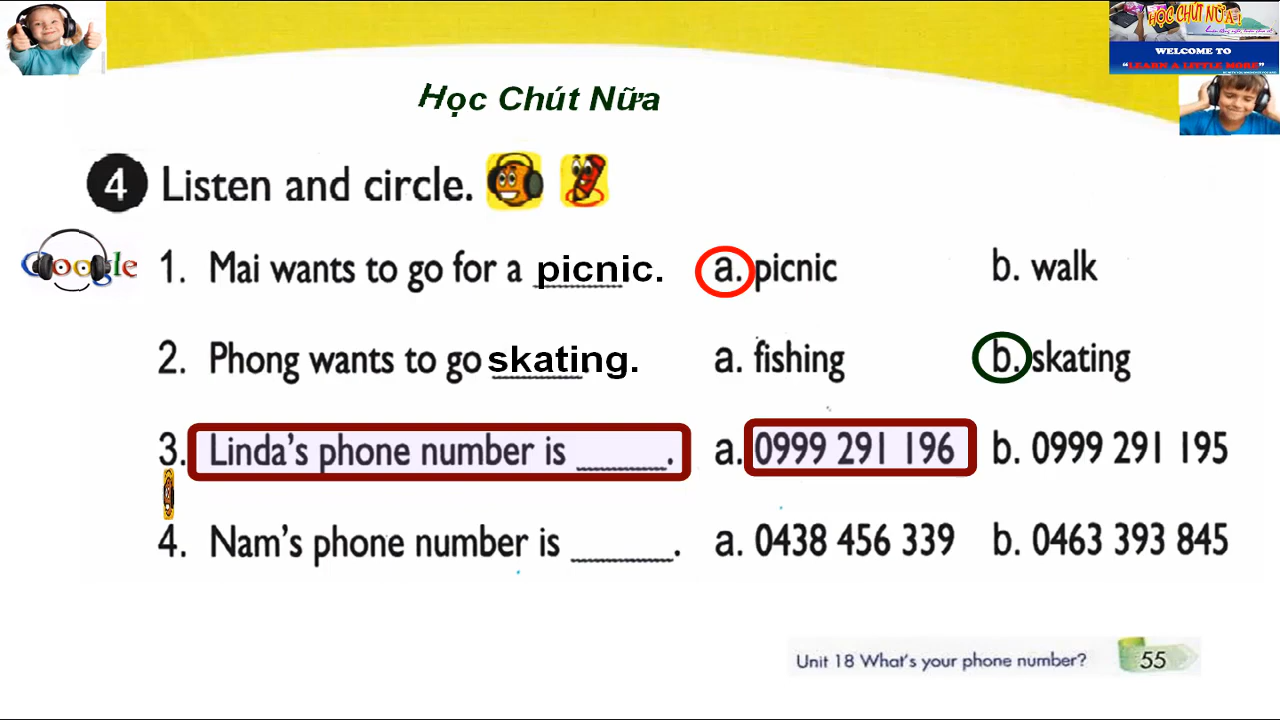 HỌC CHÚT NỮA!
WELCOME TO
"LEARN A LITTLE MORE"
Học Chút Nữa
4 Listen and circle.
Google
1. Mai wants to go for a picnic. a. picnic b. walk
2. Phong wants to go skating. a. fishing b. skating
3. Linda's phone number is ______. a. 0999 291 196 b. 0999 291 195
4. Nam's phone number is ______. a. 0438 456 339 b. 0463 393 845
Unit 18 What's your phone number? 55